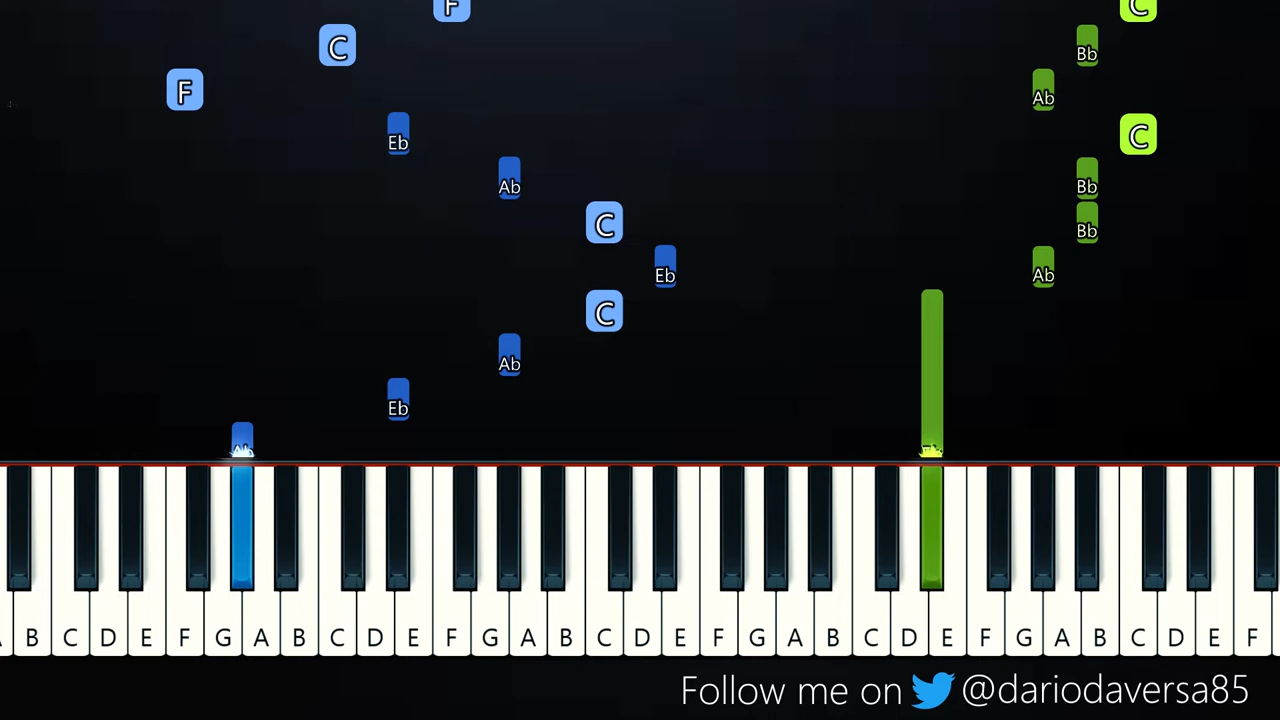 F C
C F Bb
F Ab
Eb C
Ab Bb
C Bb
Eb Ab
C
Ab
Eb
B C D E F G A B C D E F G A B C D E F G A B C D E F G A B C D E F
Follow me on @dariodaversa85